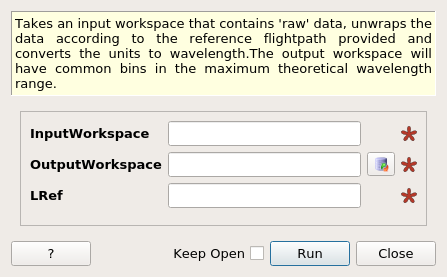 Takes an input workspace that contains 'raw' data, unwraps the
data according to the reference flightpath provided and
converts the units to wavelength.The output workspace will
have common bins in the maximum theoretical wavelength
range.
InputWorkspace
OutputWorkspace
LRef
? Keep Open Run Close